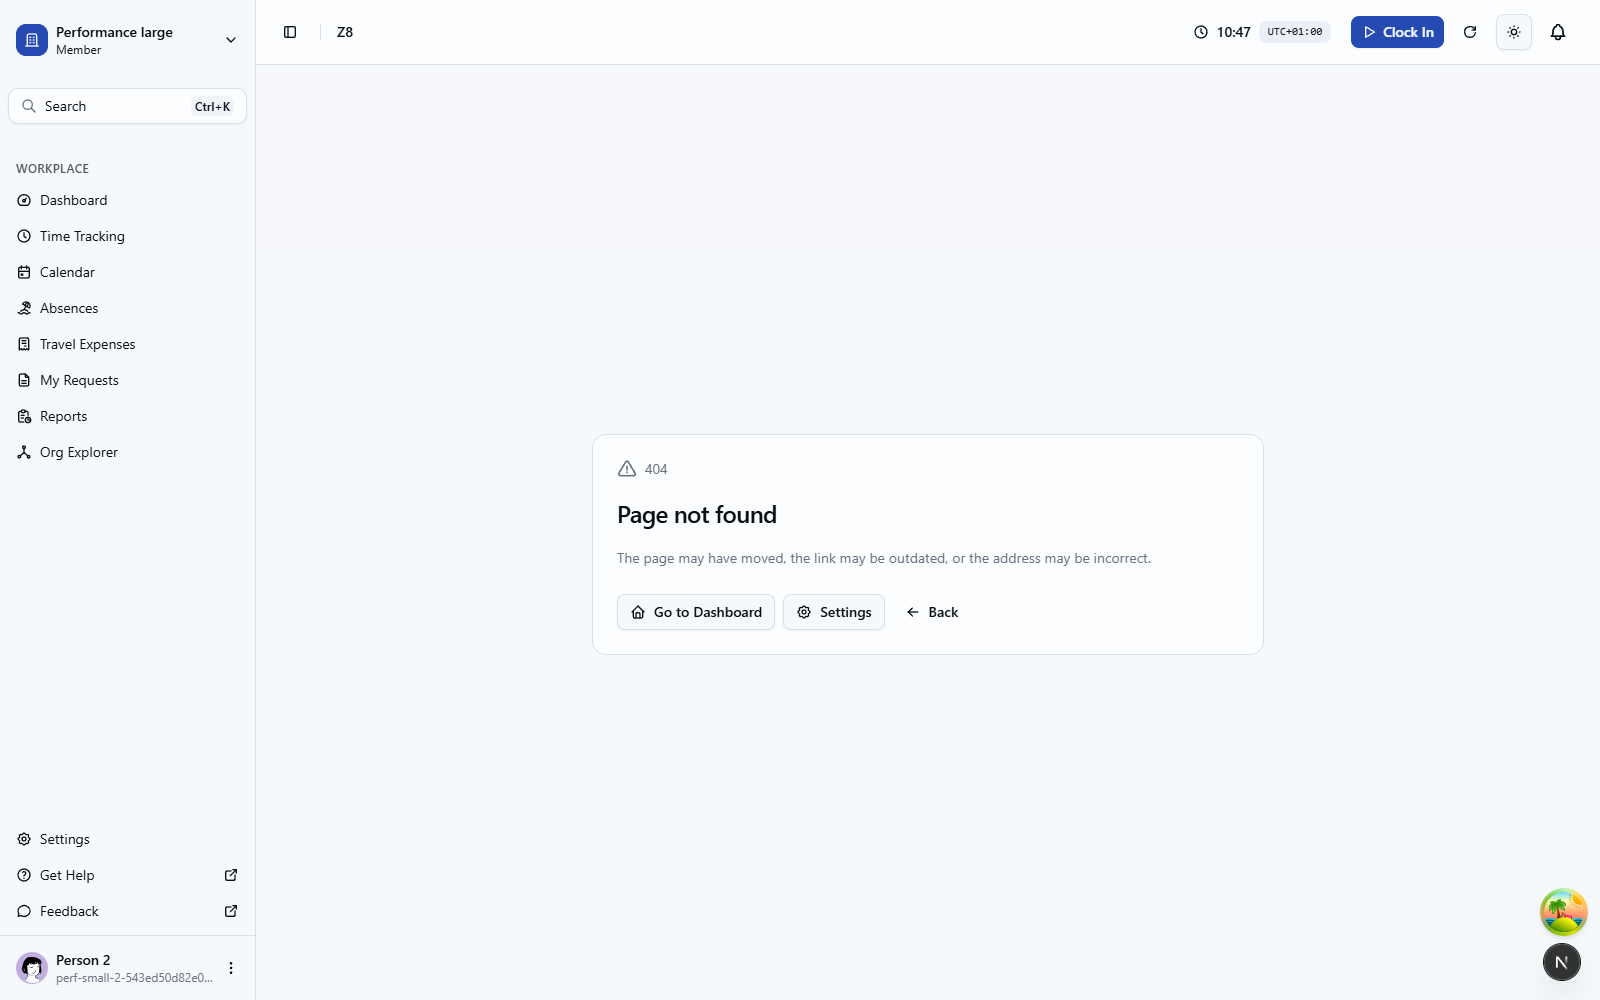 Performance large
Member
Search
Ctrl+K
WORKPLACE
Dashboard
Time Tracking
Calendar
Absences
Travel Expenses
My Requests
Reports
Org Explorer
Settings
Get Help
Feedback
Person 2
perf-small-2-543ed50d82e0...
Z8
10:47
UTC+01:00
Clock In
404
Page not found
The page may have moved, the link may be outdated, or the address may be incorrect.
Go to Dashboard
Settings
Back
N